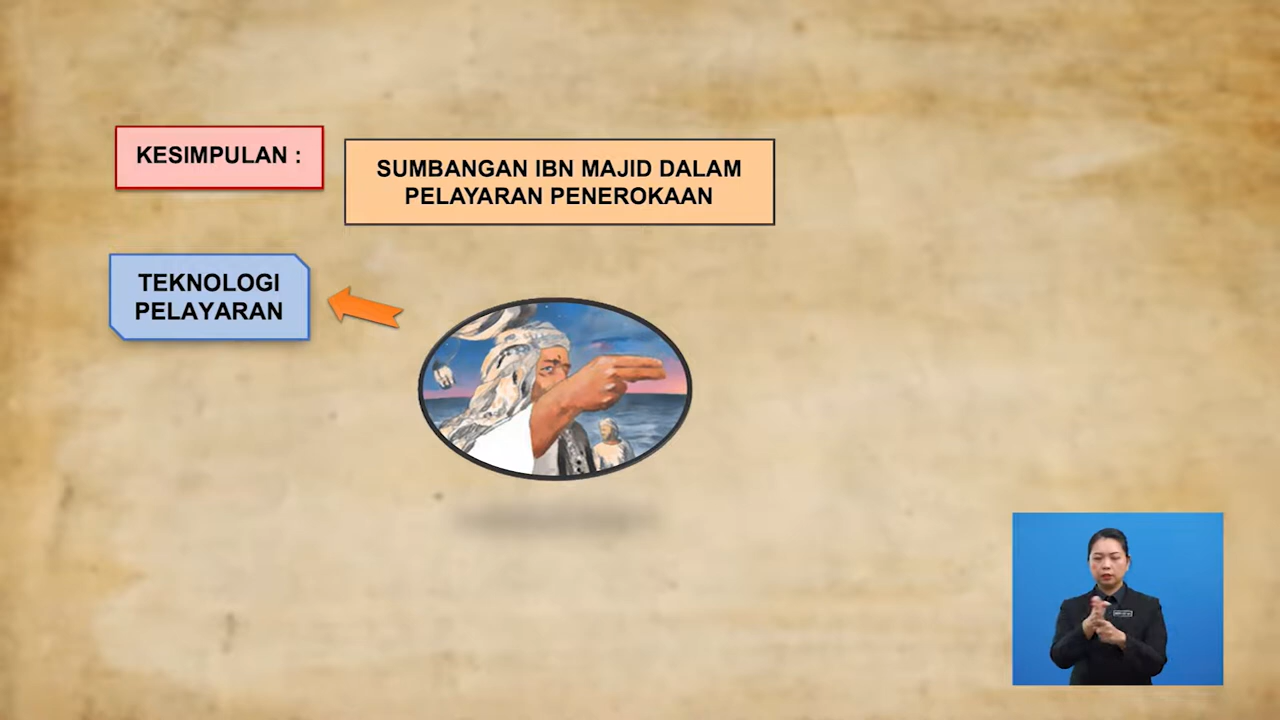 KESIMPULAN :
SUMBANGAN IBN MAJID DALAM
PELAYARAN PENEROKAAN
TEKNOLOGI
PELAYARAN